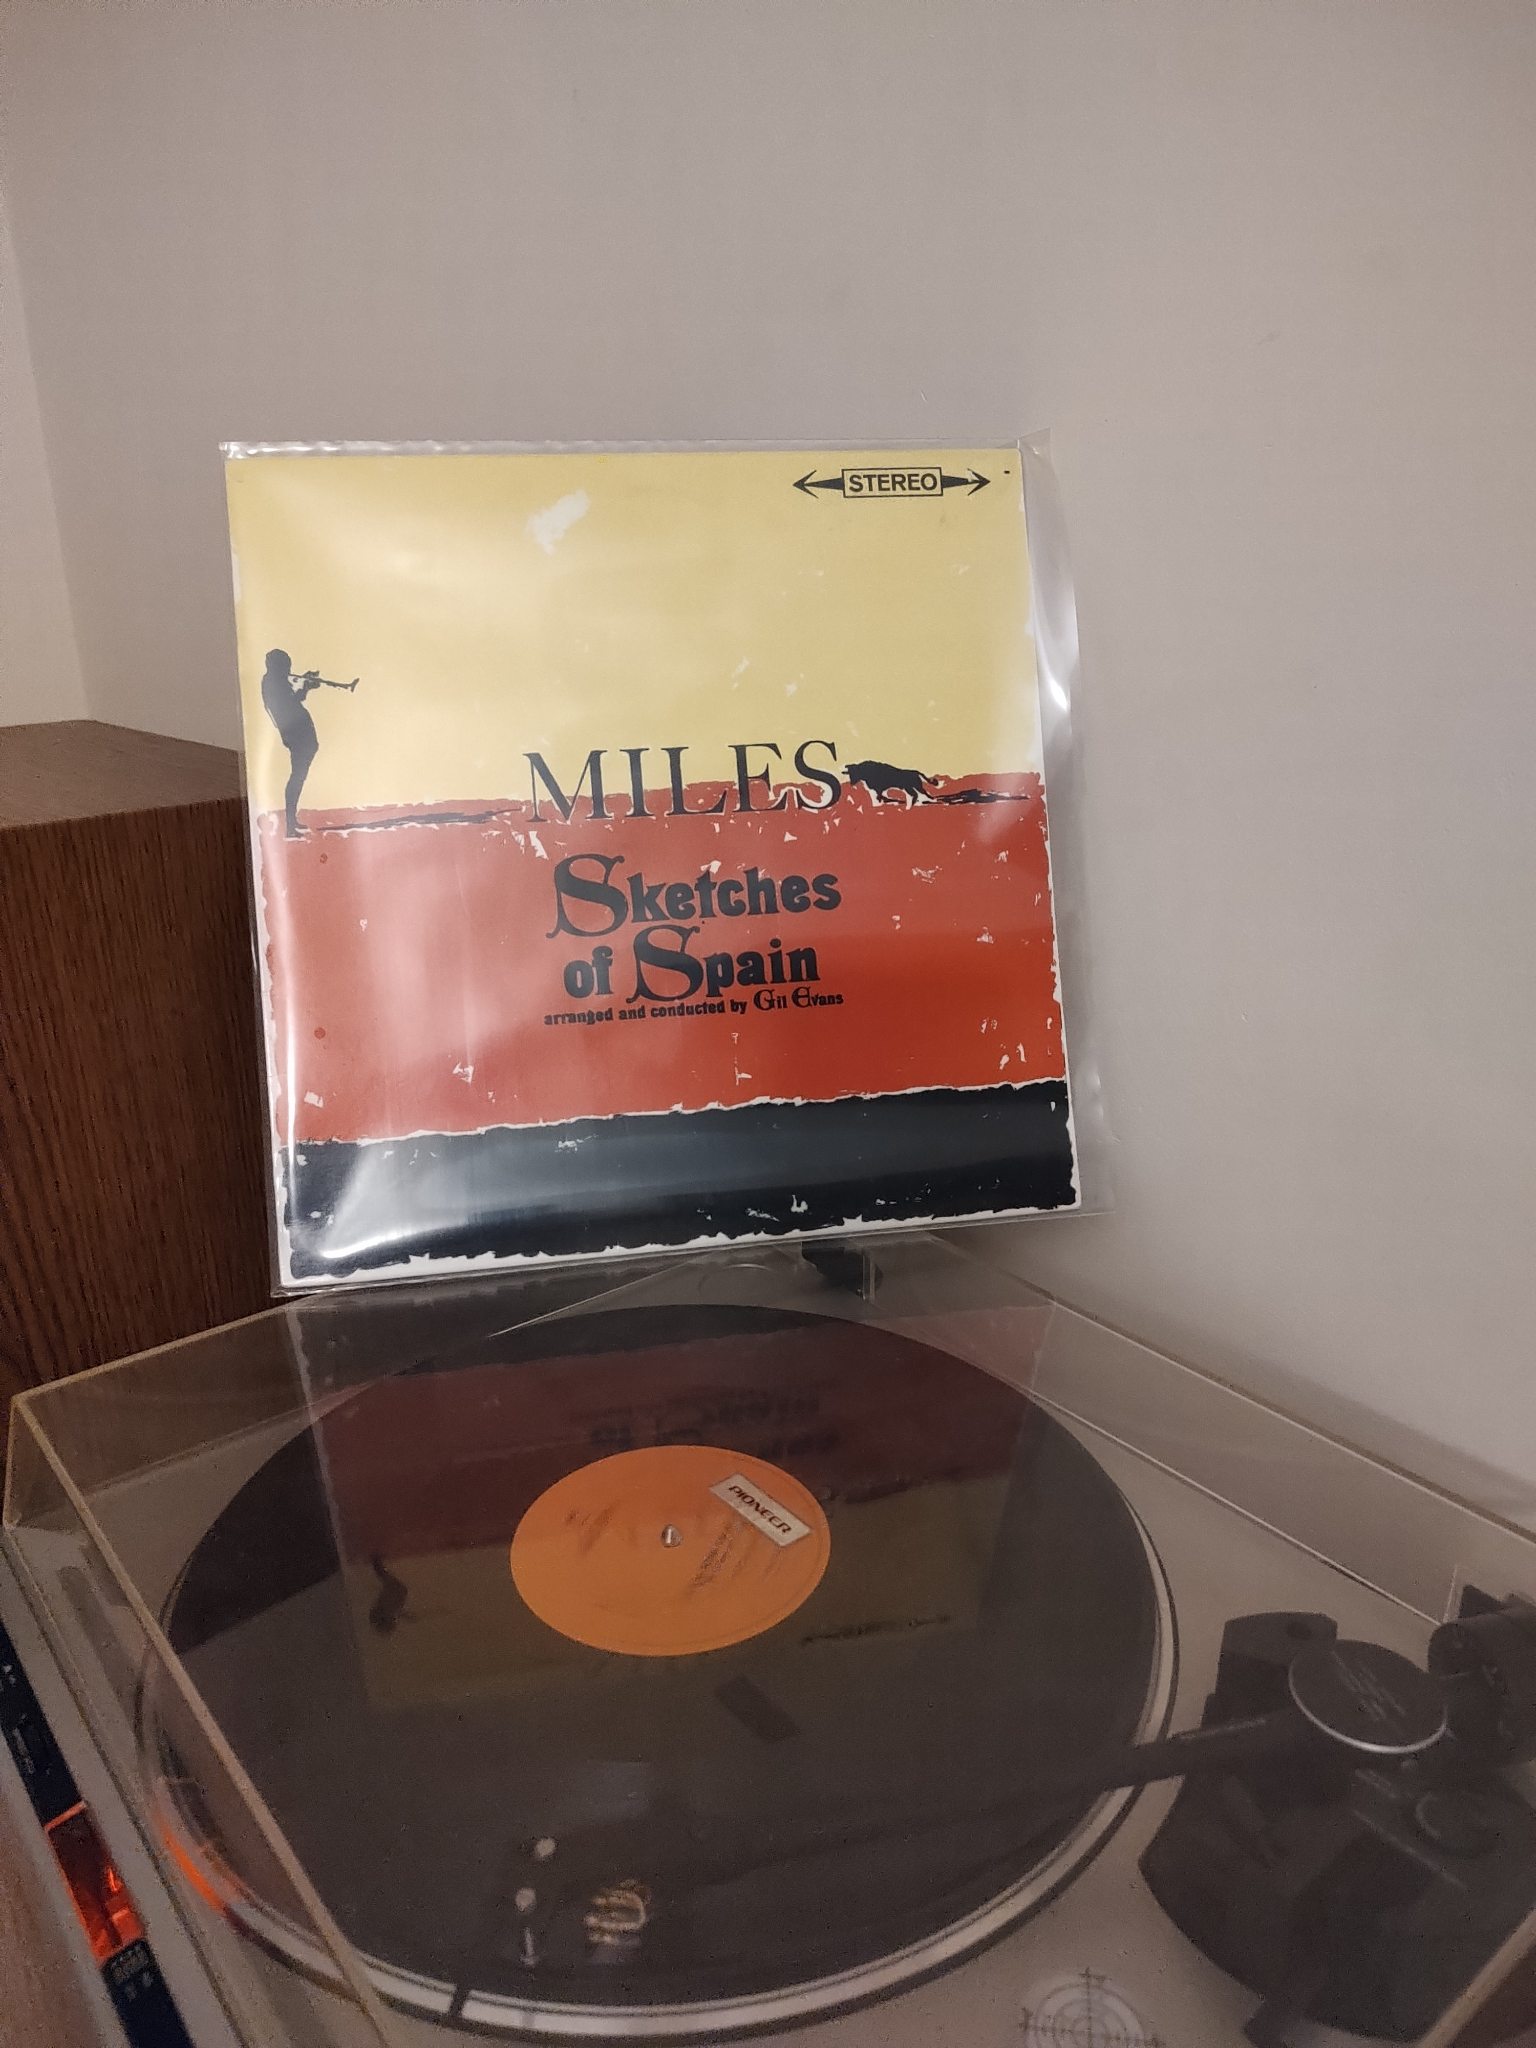 STEREO
MILES
Sketches
of Spain
arranged and conducted by Gil Evans
PIONEER